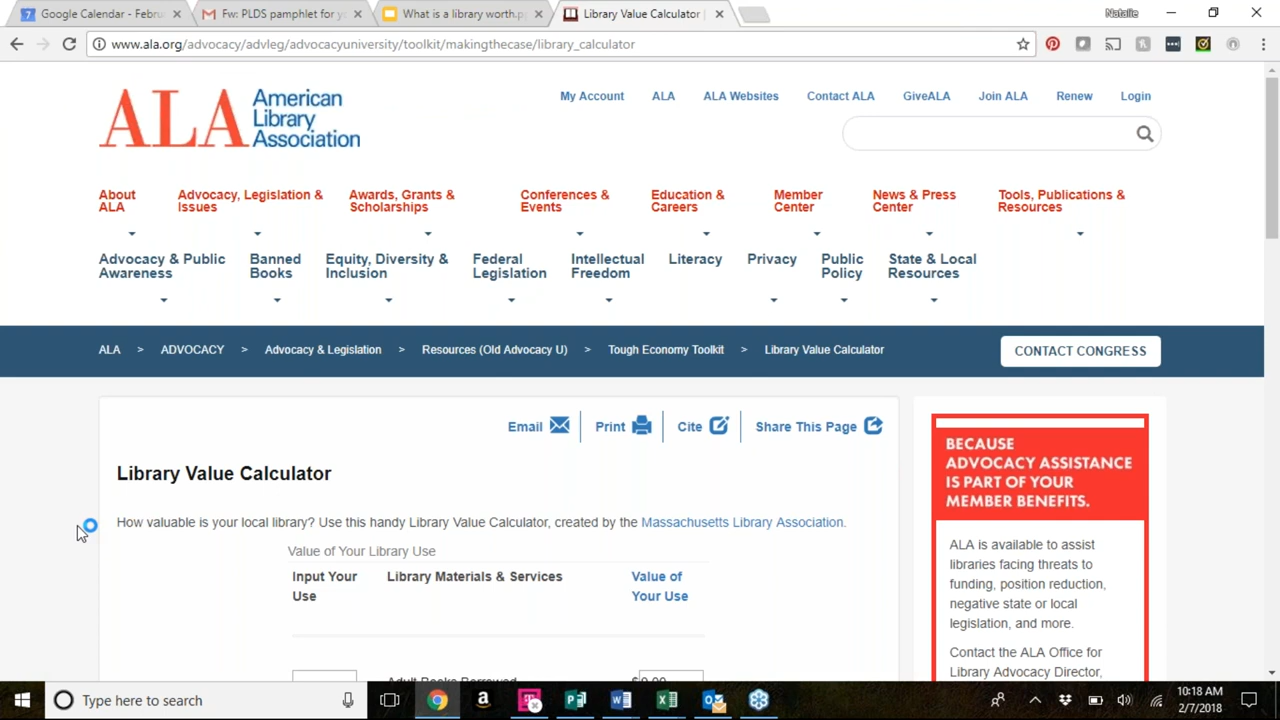 Google Calendar - Febru
Fw: PLDS pamphlet for yo
What is a library worth.pp
Library Value Calculator |
Natalie
www.ala.org/advocacy/advleg/advocacyuniversity/toolkit/makingthecase/library_calculator
ALA American
Library
Association
My Account
ALA
ALA Websites
Contact ALA
GiveALA
Join ALA
Renew
Login
About
ALA
Advocacy, Legislation &
Issues
Awards, Grants &
Scholarships
Conferences &
Events
Education &
Careers
Member
Center
News & Press
Center
Tools, Publications &
Resources
Advocacy & Public
Awareness
Banned
Books
Equity, Diversity &
Inclusion
Federal
Legislation
Intellectual
Freedom
Literacy
Privacy
Public
Policy
State & Local
Resources
ALA > ADVOCACY > Advocacy & Legislation > Resources (Old Advocacy U) > Tough Economy Toolkit > Library Value Calculator
CONTACT CONGRESS
Email
Print
Cite
Share This Page
Library Value Calculator
How valuable is your local library? Use this handy Library Value Calculator, created by the Massachusetts Library Association.
Value of Your Library Use
Input Your
Use
Library Materials & Services
Value of
Your Use
Adult Books Borrowed
$0.00
BECAUSE
ADVOCACY ASSISTANCE
IS PART OF YOUR
MEMBER BENEFITS.
ALA is available to assist
libraries facing threats to
funding, position reduction,
negative state or local
legislation, and more.
Contact the ALA Office for
Library Advocacy Director,
Type here to search
10:18 AM
2/7/2018